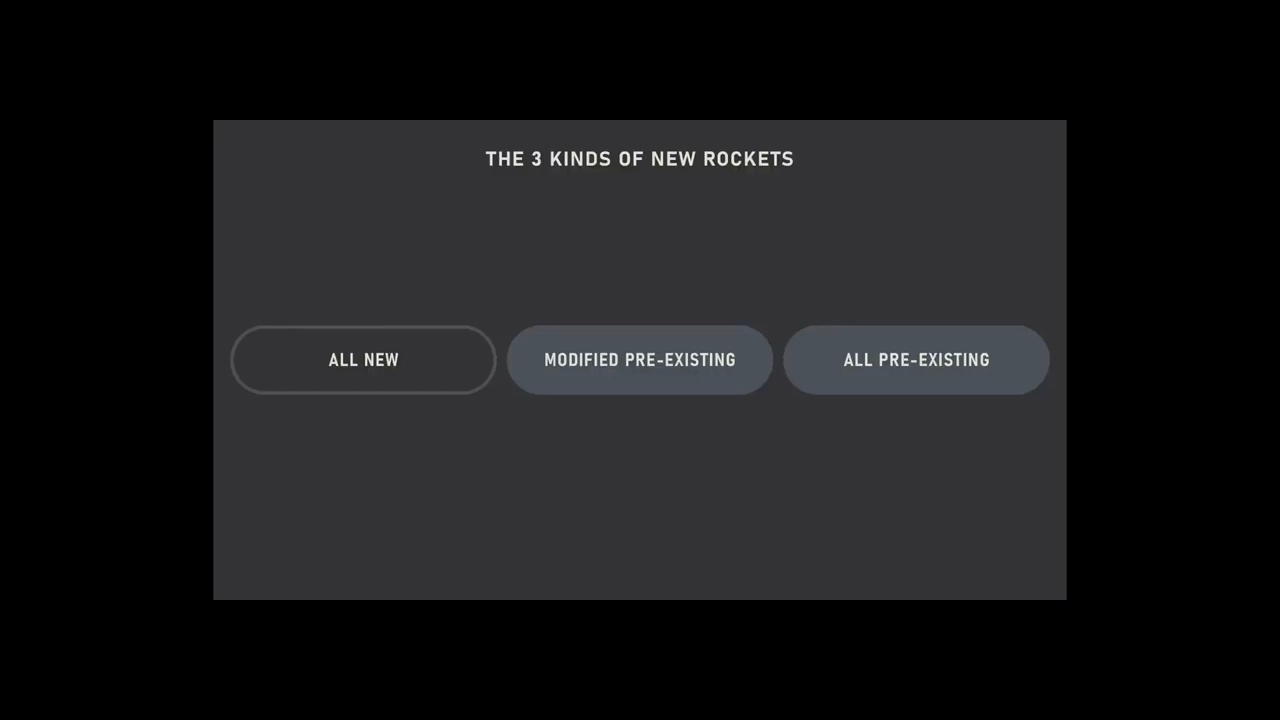 THE 3 KINDS OF NEW ROCKETS
ALL NEW
MODIFIED PRE-EXISTING
ALL PRE-EXISTING